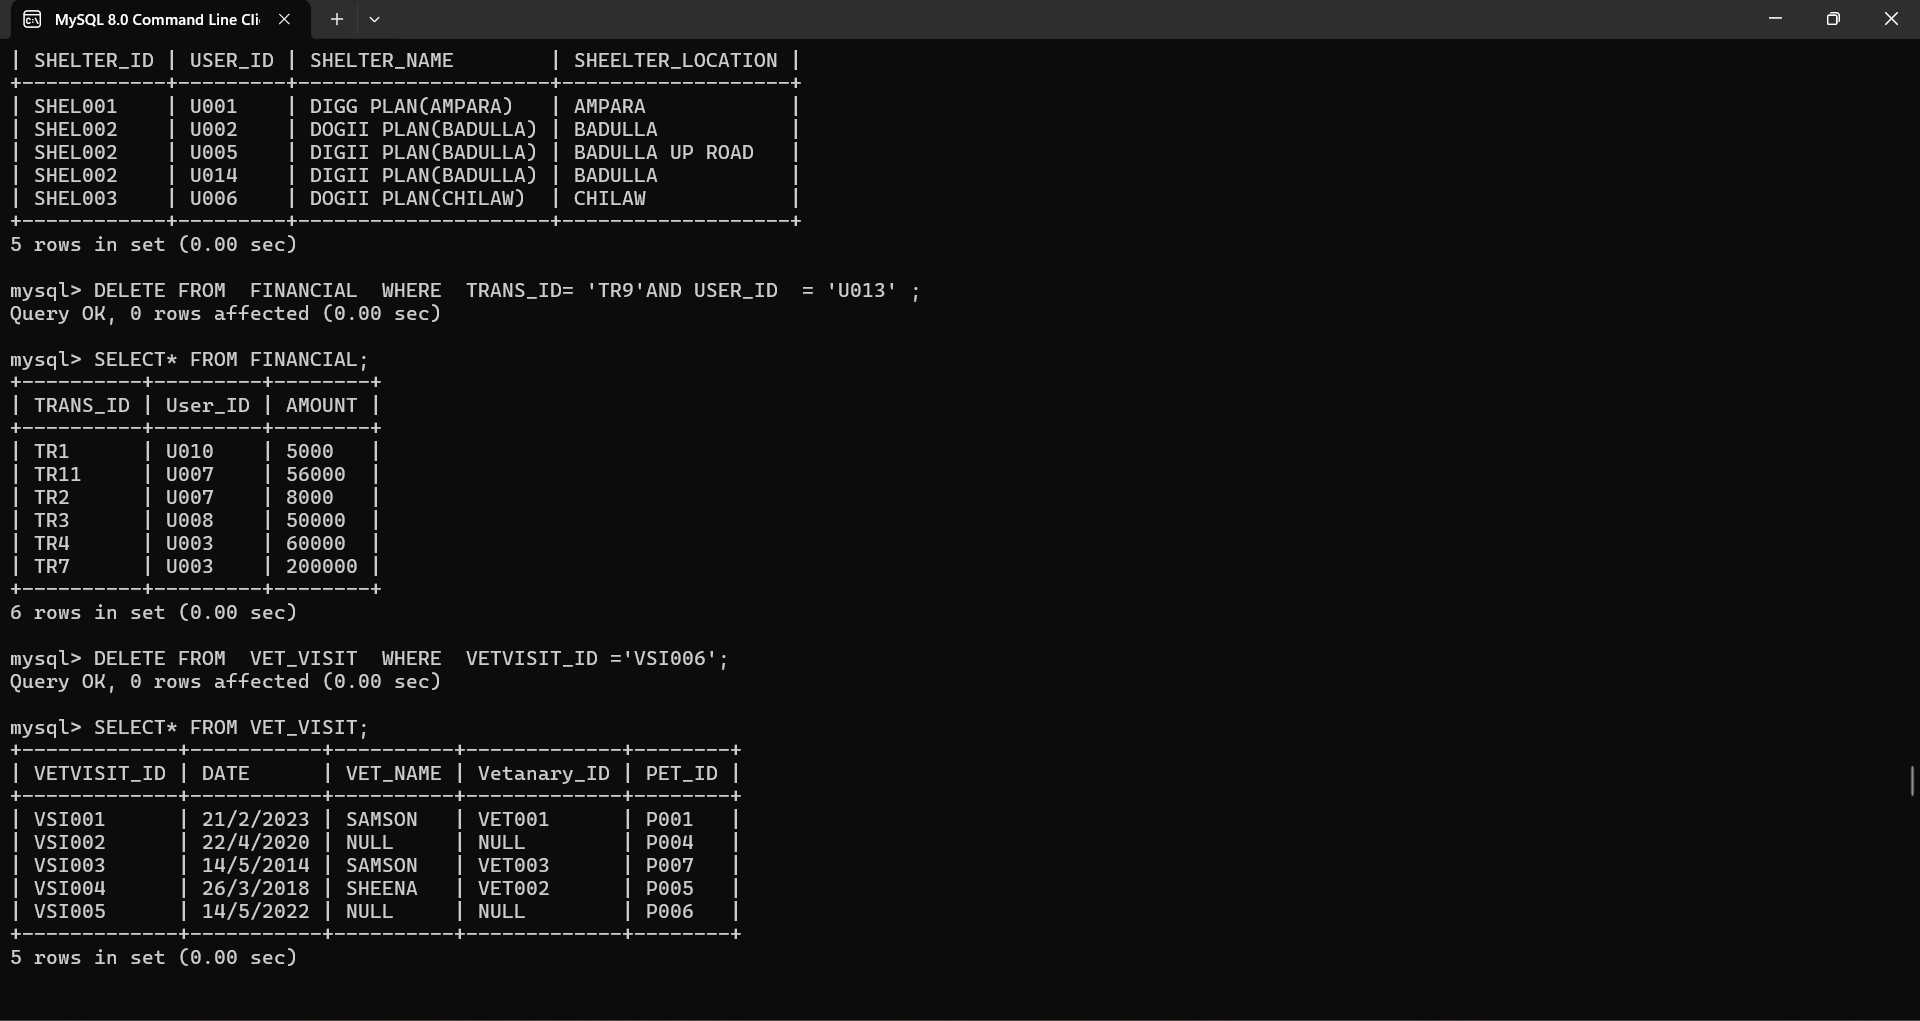 MySQL 8.0 Command Line Cli
| SHELTER_ID | USER_ID | SHELTER_NAME         | SHEELTER_LOCATION |
+------------+---------+----------------------+-------------------+
| SHEL001    | U001    | DIGG PLAN(AMPARA)    | AMPARA            |
| SHEL002    | U002    | DOGII PLAN(BADULLA)  | BADULLA           |
| SHEL002    | U005    | DIGII PLAN(BADULLA)  | BADULLA UP ROAD   |
| SHEL002    | U014    | DIGII PLAN(BADULLA)  | BADULLA           |
| SHEL003    | U006    | DOGII PLAN(CHILAW)   | CHILAW            |
+------------+---------+----------------------+-------------------+
5 rows in set (0.00 sec)
mysql> DELETE FROM  FINANCIAL  WHERE  TRANS_ID= 'TR9'AND USER_ID  = 'U013' ;
Query OK, 0 rows affected (0.00 sec)
mysql> SELECT* FROM FINANCIAL;
+----------+---------+--------+
| TRANS_ID | User_ID | AMOUNT |
+----------+---------+--------+
| TR1      | U010    | 5000   |
| TR11     | U007    | 56000  |
| TR2      | U007    | 8000   |
| TR3      | U008    | 50000  |
| TR4      | U003    | 60000  |
| TR7      | U003    | 200000 |
+----------+---------+--------+
6 rows in set (0.00 sec)
mysql> DELETE FROM  VET_VISIT  WHERE  VETVISIT_ID ='VSI006';
Query OK, 0 rows affected (0.00 sec)
mysql> SELECT* FROM VET_VISIT;
+-------------+-----------+----------+-------------+--------+
| VETVISIT_ID | DATE      | VET_NAME | Vetanary_ID | PET_ID |
+-------------+-----------+----------+-------------+--------+
| VSI001      | 21/2/2023 | SAMSON   | VET001      | P001   |
| VSI002      | 22/4/2020 | NULL     | NULL        | P004   |
| VSI003      | 14/5/2014 | SAMSON   | VET003      | P007   |
| VSI004      | 26/3/2018 | SHEENA   | VET002      | P005   |
| VSI005      | 14/5/2022 | NULL     | NULL        | P006   |
+-------------+-----------+----------+-------------+--------+
5 rows in set (0.00 sec)